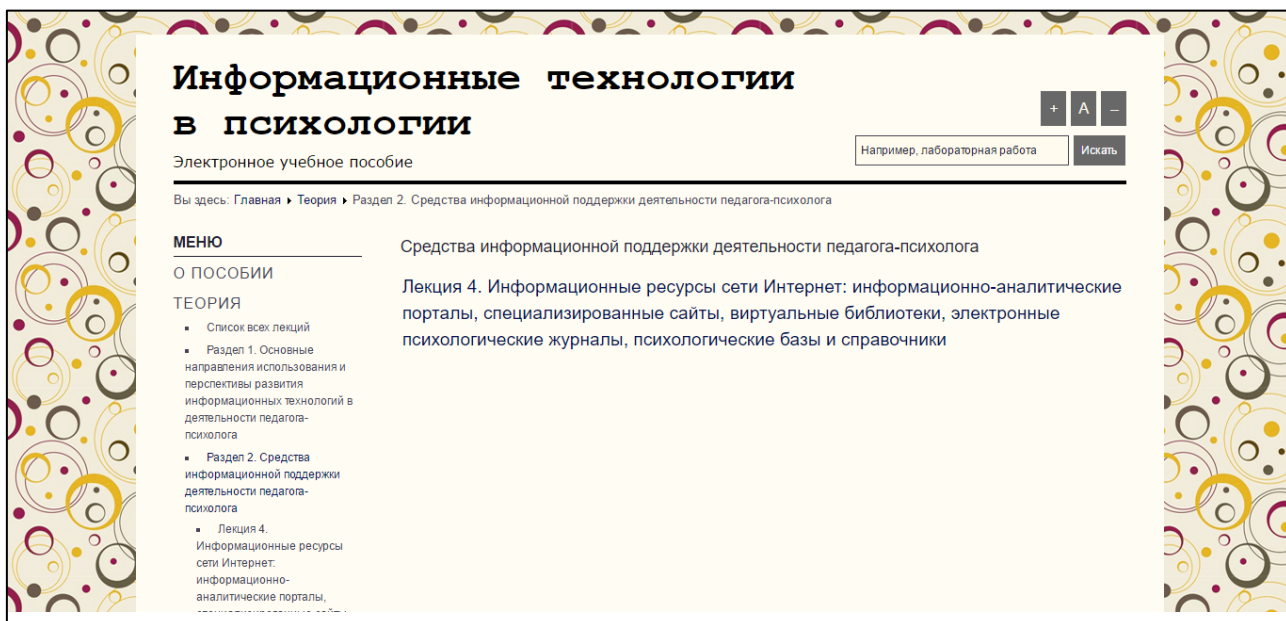 Информационные технологии
в психологии
Электронное учебное пособие
+ A –
Например, лабораторная работа Искать
Вы здесь: Главная ▸ Теория ▸ Раздел 2. Средства информационной поддержки деятельности педагога-психолога
МЕНЮ
О ПОСОБИИ
ТЕОРИЯ
Список всех лекций
Раздел 1. Основные
направления использования и
перспективы развития
информационных технологий в
деятельности педагога-
психолога
Раздел 2. Средства
информационной поддержки
деятельности педагога-
психолога
Лекция 4.
Информационные ресурсы
сети Интернет:
информационно-
аналитические порталы,
Средства информационной поддержки деятельности педагога-психолога
Лекция 4. Информационные ресурсы сети Интернет: информационно-аналитические
порталы, специализированные сайты, виртуальные библиотеки, электронные
психологические журналы, психологические базы и справочники